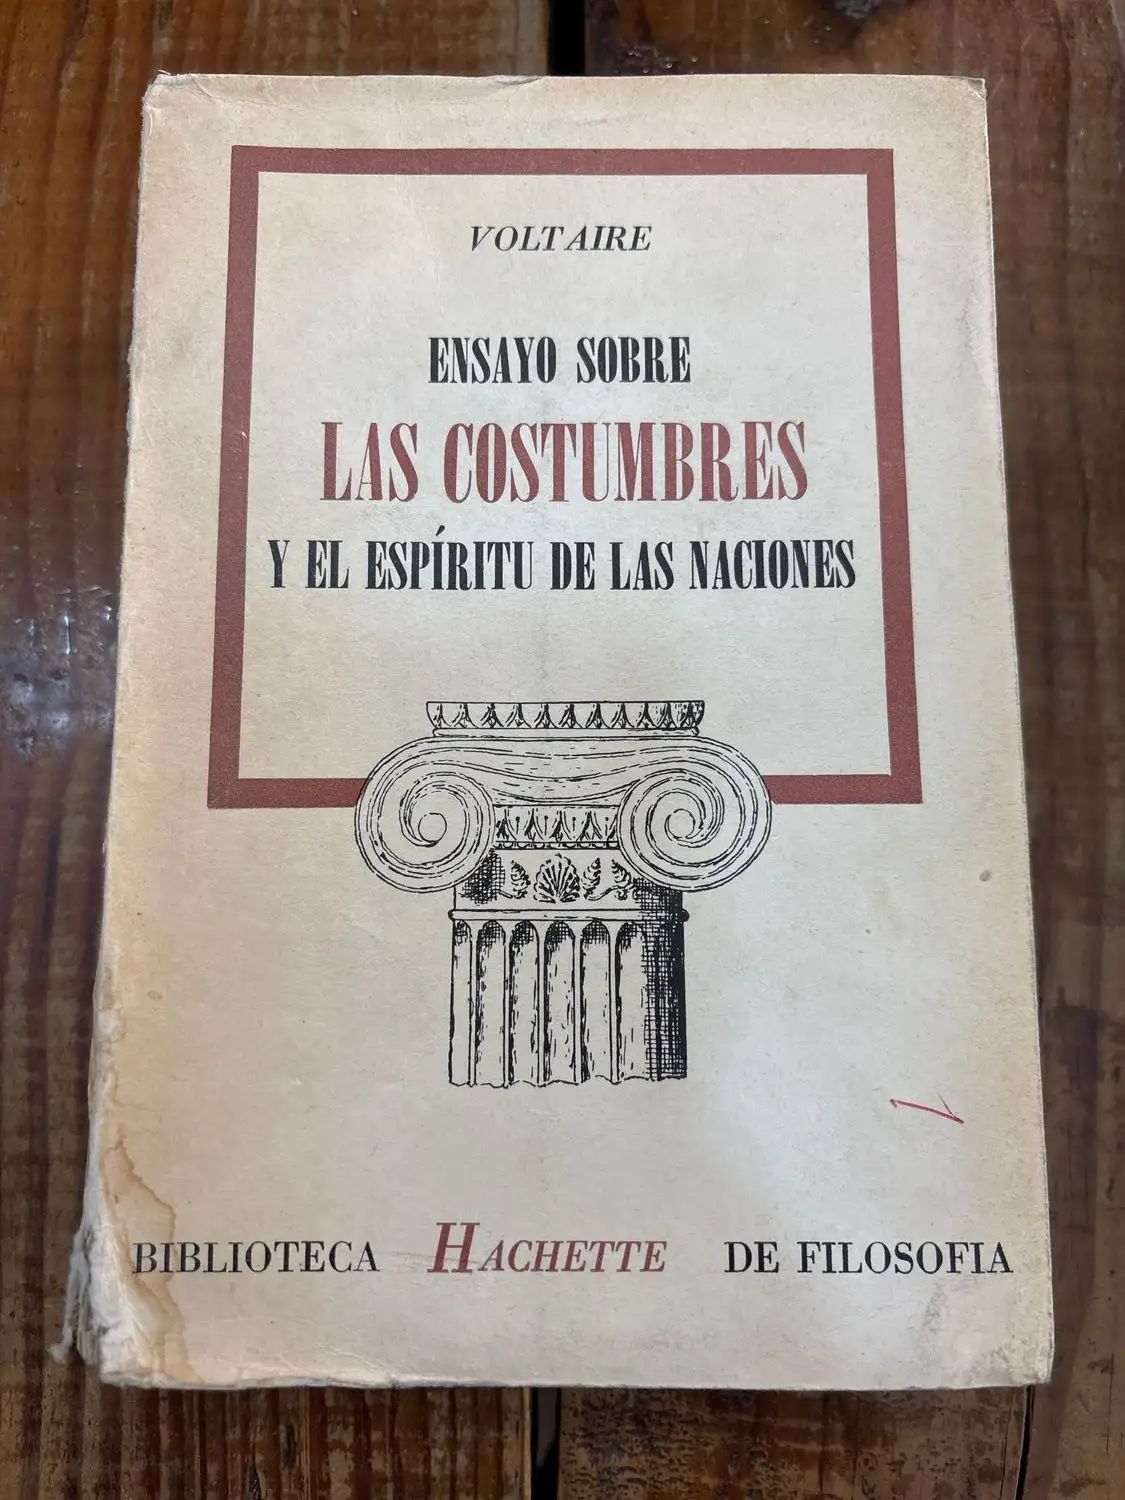 VOLTAIRE
ENSAYO SOBRE
LAS COSTUMBRES
Y EL ESPÍRITU DE LAS NACIONES
BIBLIOTECA HACHETTE DE FILOSOFIA